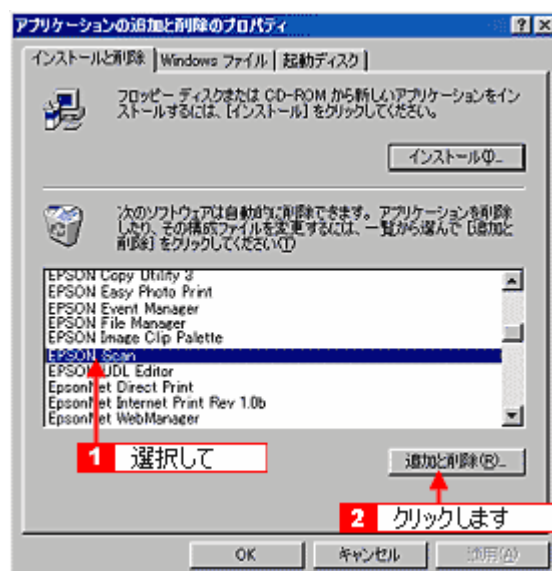 アプリケーションの追加と削除のプロパティ
インストールと削除
Windows ファイル
起動ディスク
フロッピー ディスクまたは CD-ROM から新しいアプリケーションをイン
ストールするには、[インストール] をクリックしてください。
インストール(I)...
次のソフトウェアは自動的に削除できます。アプリケーションを削除
したり、その構成ファイルを変更するには、一覧から選んで [追加と
削除] をクリックしてください(T)
EPSON Copy Utility 3
EPSON Easy Photo Print
EPSON Event Manager
EPSON File Manager
EPSON Image Clip Palette
EPSON Scan
EPSON UDL Editor
EpsonNet Direct Print
EpsonNet Internet Print Rev 1.0b
EpsonNet WebManager
1 選択して
追加と削除(R)...
2 クリックします
OK
キャンセル
適用(A)